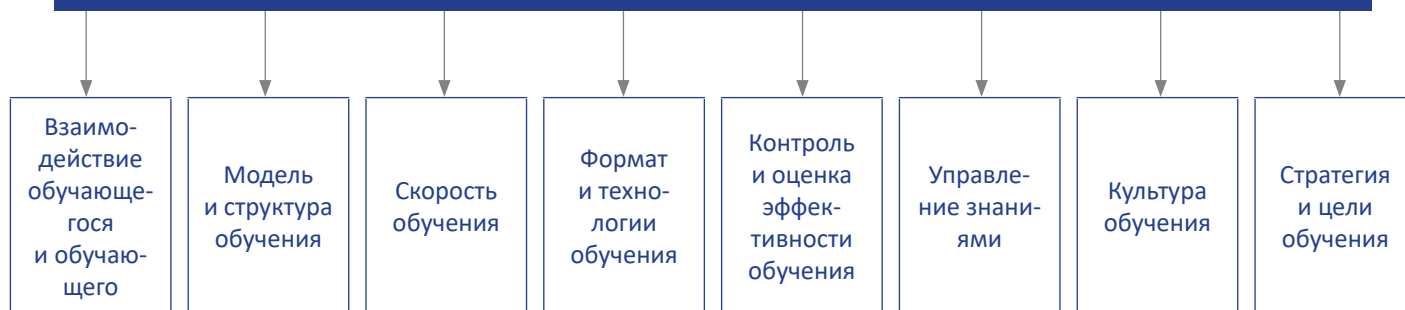 Взаимо-
действие
обучающе-
гося
и обучаю-
щего
Модель
и структура
обучения
Скорость
обучения
Формат
и техно-
логии
обучения
Контроль
и оценка
эффек-
тивности
обучения
Управле-
ние знани-
ями
Культура
обучения
Стратегия
и цели
обучения